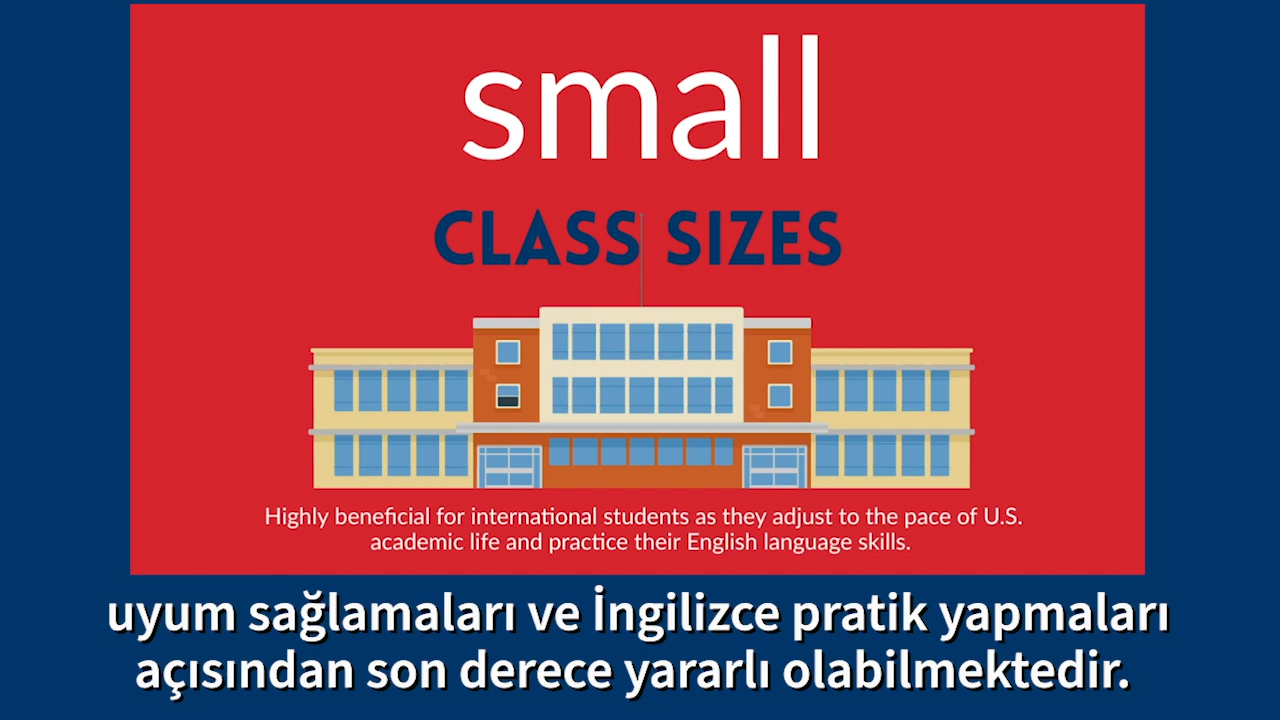 small
CLASS SIZES
Highly beneficial for international students as they adjust to the pace of U.S.
academic life and practice their English language skills.
uyum sağlamaları ve İngilizce pratik yapmaları
açısından son derece yararlı olabilmektedir.